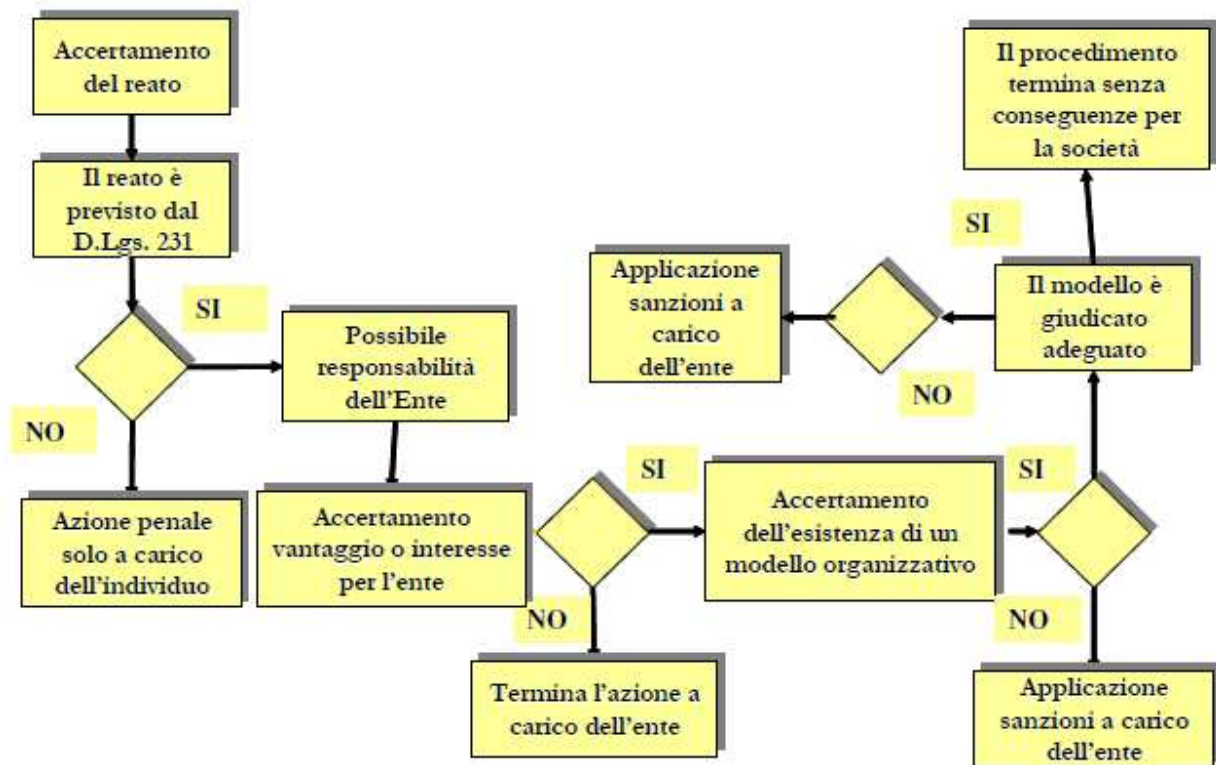 Accertamento
del reato
Il reato è
previsto dal
D.Lgs. 231
SI
NO
Azione penale
solo a carico
dell'individuo
Possibile
responsabilità
dell'Ente
Accertamento
vantaggio o interesse
per l'ente
SI
NO
Termina l'azione a
carico dell'ente
Accertamento
dell'esistenza di un
modello organizzativo
SI
NO
Applicazione
sanzioni a carico
dell'ente
Il modello è
giudicato
adeguato
SI
NO
Il procedimento
termina senza
conseguenze per
la società
Applicazione
sanzioni a
carico
dell'ente